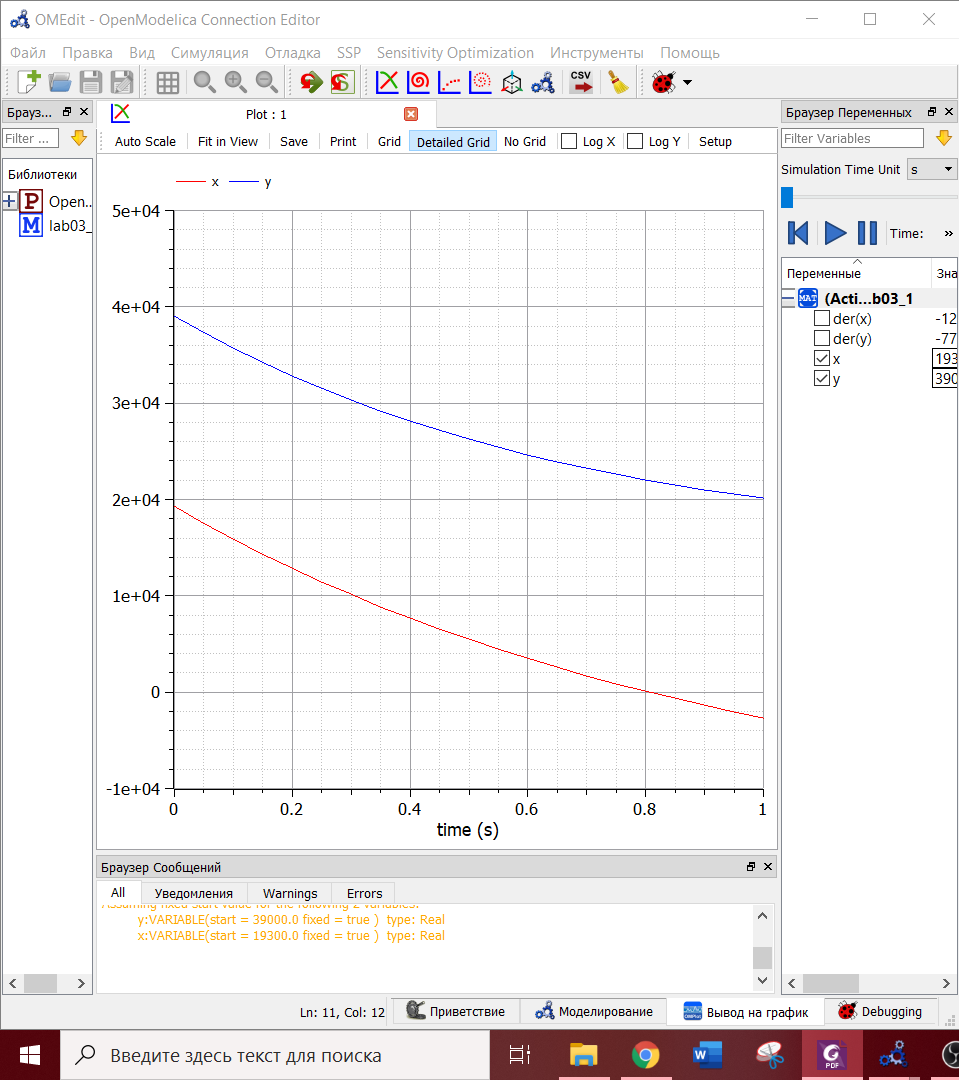 OMEdit - OpenModelica Connection Editor
Файл Правка Вид Симуляция Отладка SSP Sensitivity Optimization Инструменты Помощь
CSV
Брауз...
Plot : 1
Браузер Переменных
Filter ...
Auto Scale Fit in View Save Print Grid Detailed Grid No Grid Log X Log Y Setup
Filter Variables
Библиотеки
P Open..
M lab03_
Simulation Time Unit s
Time: »
Переменные Зна
MAT (Acti...b03_1
der(x) -12
der(y) -77
x 193
y 390
x y
5e+04
4e+04
3e+04
2e+04
1e+04
0
-1e+04
0 0.2 0.4 0.6 0.8 1
time (s)
Браузер Сообщений
All Уведомления Warnings Errors
Assuming fixed start value for the following 2 variables:
y:VARIABLE(start = 39000.0 fixed = true ) type: Real
x:VARIABLE(start = 19300.0 fixed = true ) type: Real
Ln: 11, Col: 12 Приветствие Моделирование Вывод на график Debugging
Введите здесь текст для поиска
PDF